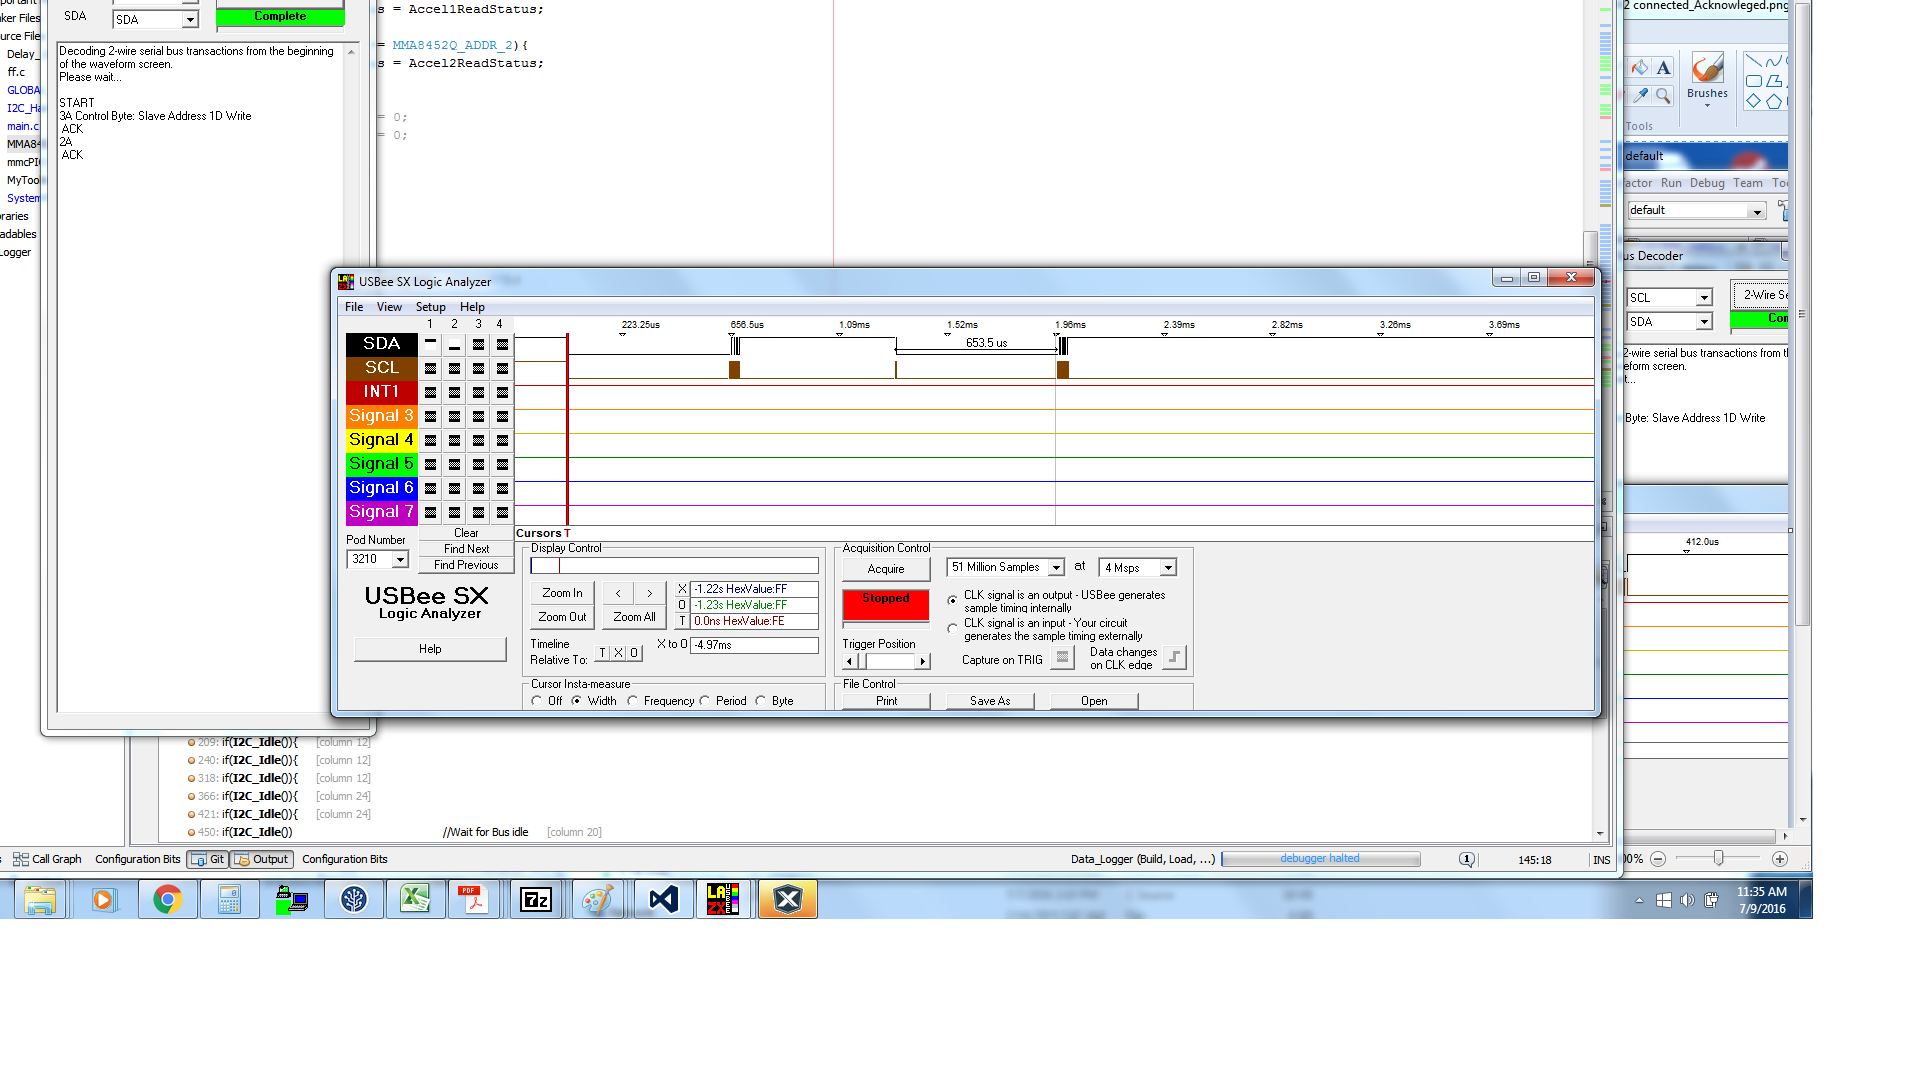 SDA
SDA
Complete
s = Accel1ReadStatus;
= MMA8452Q_ADDR_2){
s = Accel2ReadStatus;
= 0;
= 0;
Decoding 2-wire serial bus transactions from the beginning
of the waveform screen.
Please wait...
START
3A Control Byte: Slave Address 1D Write
ACK
2A
ACK
ker Files
urce File
Delay_
ff.c
GLOBA
I2C_Ha
main.c
MMA84
mmcPI
MyToo
System
raries
adables
Logger
2 connected_Acknowleged.png
Brushes
Tools
default
factor Run Debug Team Too
default
us Decoder
SCL
2-Wire Se
SDA
Com
2-wire serial bus transactions from t
eform screen.
t...
Byte: Slave Address 1D Write
412.0us
USBee SX Logic Analyzer
File View Setup Help
1 2 3 4
223.25us 656.5us 1.09ms 1.52ms 1.96ms 2.39ms 2.82ms 3.26ms 3.69ms
SDA
653.5 us
SCL
INT1
Signal 3
Signal 4
Signal 5
Signal 6
Signal 7
Clear
Find Next
Find Previous
Pod Number
3210
USBee SX
Logic Analyzer
Help
Cursors T
Display Control
Zoom In < >
Zoom Out Zoom All
X -1.22s HexValue:FF
O -1.23s HexValue:FF
T 0.0ns HexValue:FE
Timeline
Relative To: T X O
X to O -4.97ms
Cursor Insta-measure
Off Width Frequency Period Byte
Acquisition Control
Acquire
51 Million Samples at 4 Msps
Stopped
CLK signal is an output - USBee generates
sample timing internally
CLK signal is an input - Your circuit
generates the sample timing externally
Trigger Position
Capture on TRIG
Data changes
on CLK edge
File Control
Print Save As Open
209: if(I2C_Idle()){ [column 12]
240: if(I2C_Idle()){ [column 12]
318: if(I2C_Idle()){ [column 12]
366: if(I2C_Idle()){ [column 24]
421: if(I2C_Idle()){ [column 24]
450: if(I2C_Idle()) //Wait for Bus idle [column 20]
Call Graph Configuration Bits Git Output Configuration Bits
Data_Logger (Build, Load, ...) debugger halted 1 145:18 INS
00%
PDF
7z
11:35 AM
7/9/2016